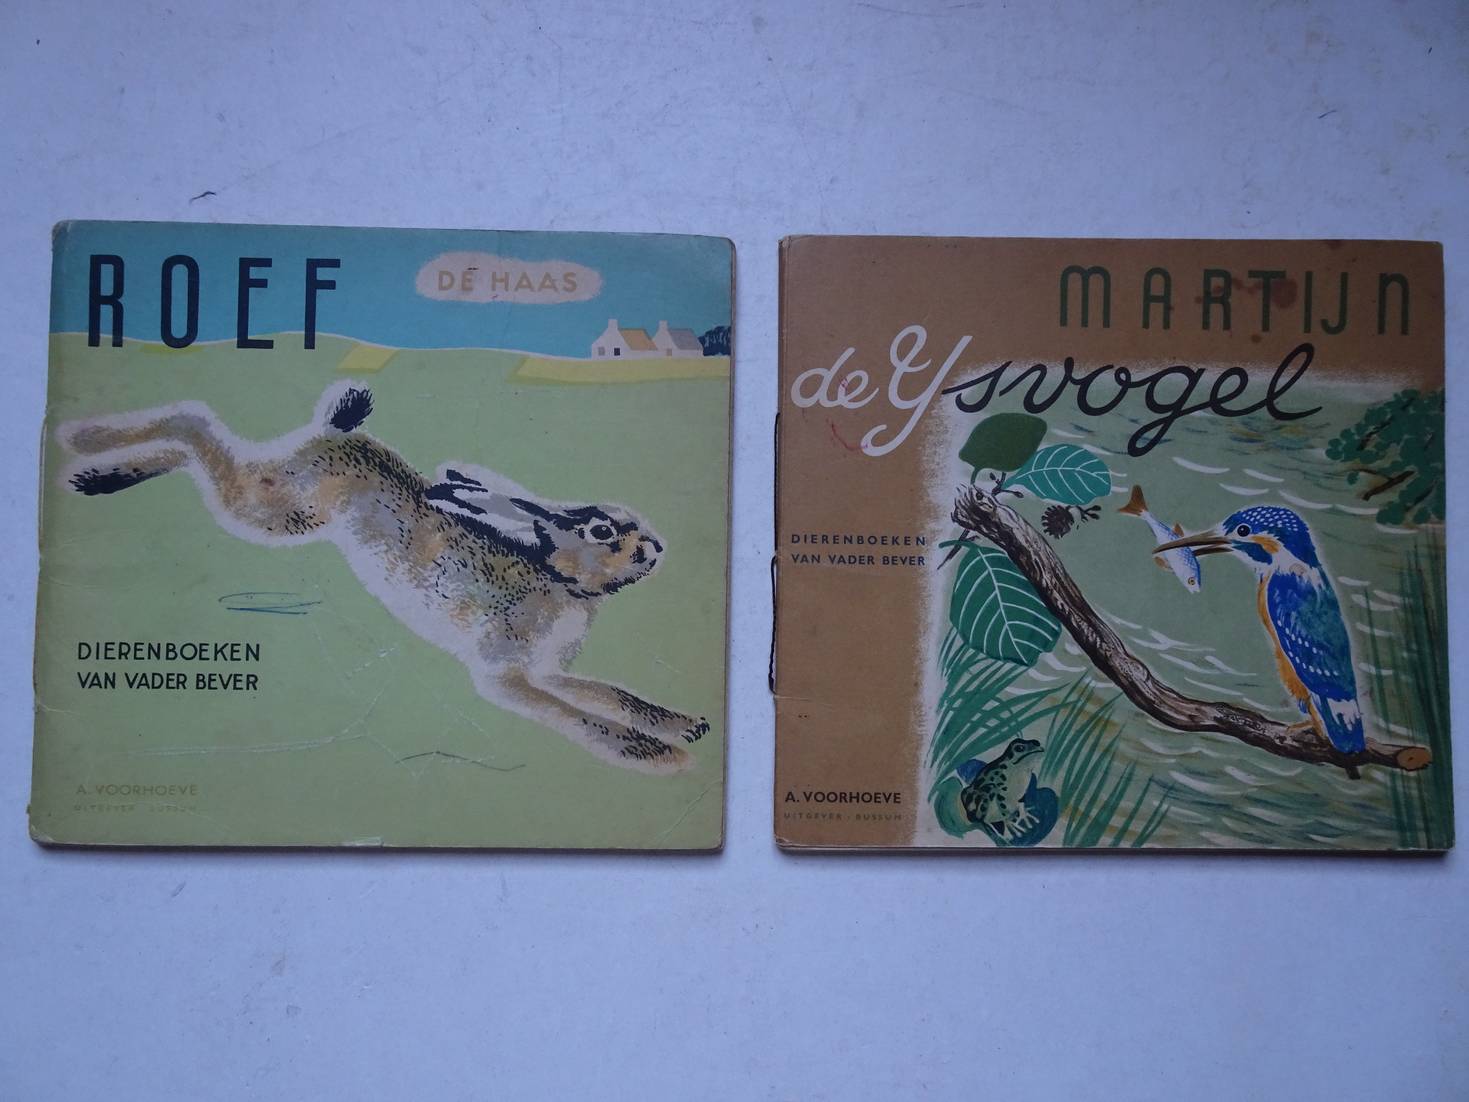 ROEF
DE HAAS
DIERENBOEKEN
VAN VADER BEVER
A. VOORHOEVE
UITGEVER · BUSSUM
MARTIJN
de Ysvogel
DIERENBOEKEN
VAN VADER BEVER
A. VOORHOEVE
UITGEVER · BUSSUM